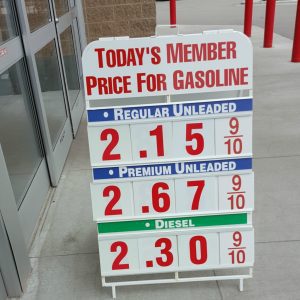 TODAY'S MEMBER
PRICE FOR GASOLINE
• REGULAR UNLEADED
2.15 9/10
• PREMIUM UNLEADED
2.67 9/10
• DIESEL
2.30 9/10